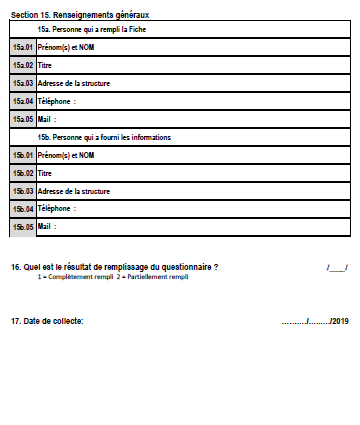 Section 15. Renseignements généraux
15a. Personne qui a rempli la Fiche
15a.01 Prénom(s) et NOM
15a.02 Titre
15a.03 Adresse de la structure
15a.04 Téléphone :
15a.05 Mail :
15b. Personne qui a fourni les informations
15b.01 Prénom(s) et NOM
15b.02 Titre
15b.03 Adresse de la structure
15b.04 Téléphone :
15b.05 Mail :
16. Quel est le résultat de remplissage du questionnaire ? /____/
1 = Complètement rempli 2 = Partiellement rempli
17. Date de collecte: ………./………/2019